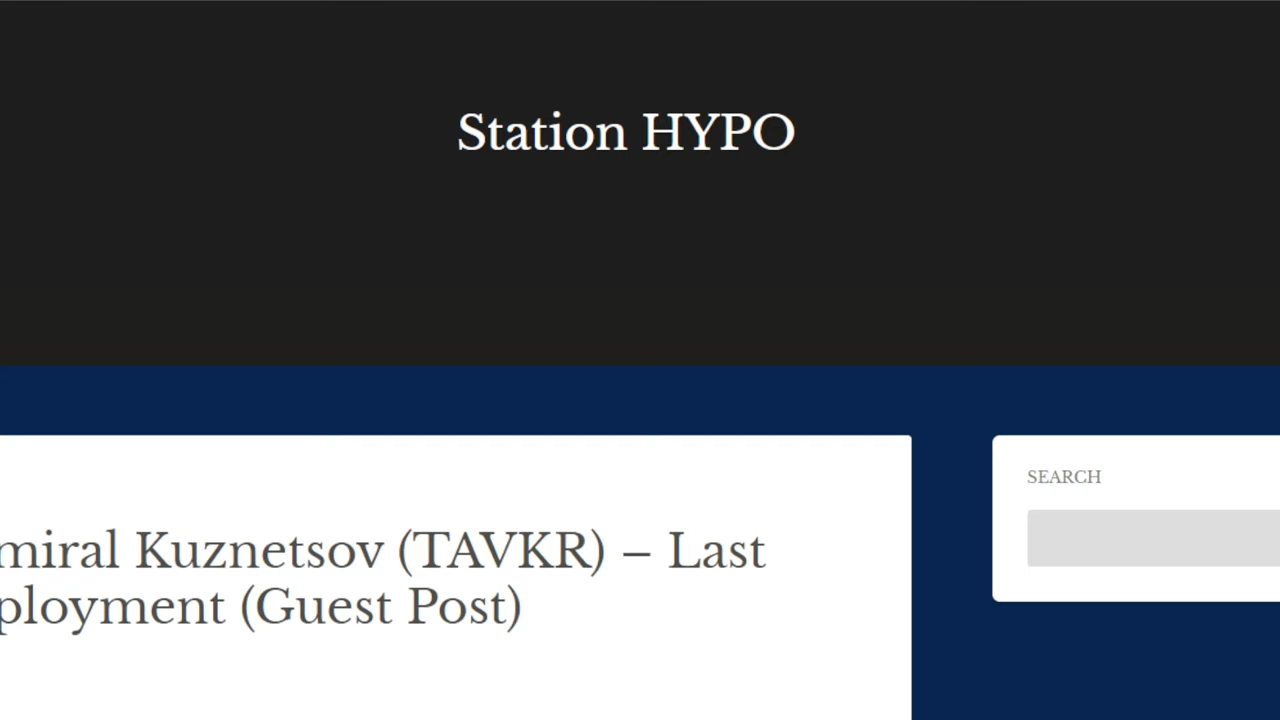 Station HYPO
SEARCH
miral Kuznetsov (TAVKR) – Last
ployment (Guest Post)